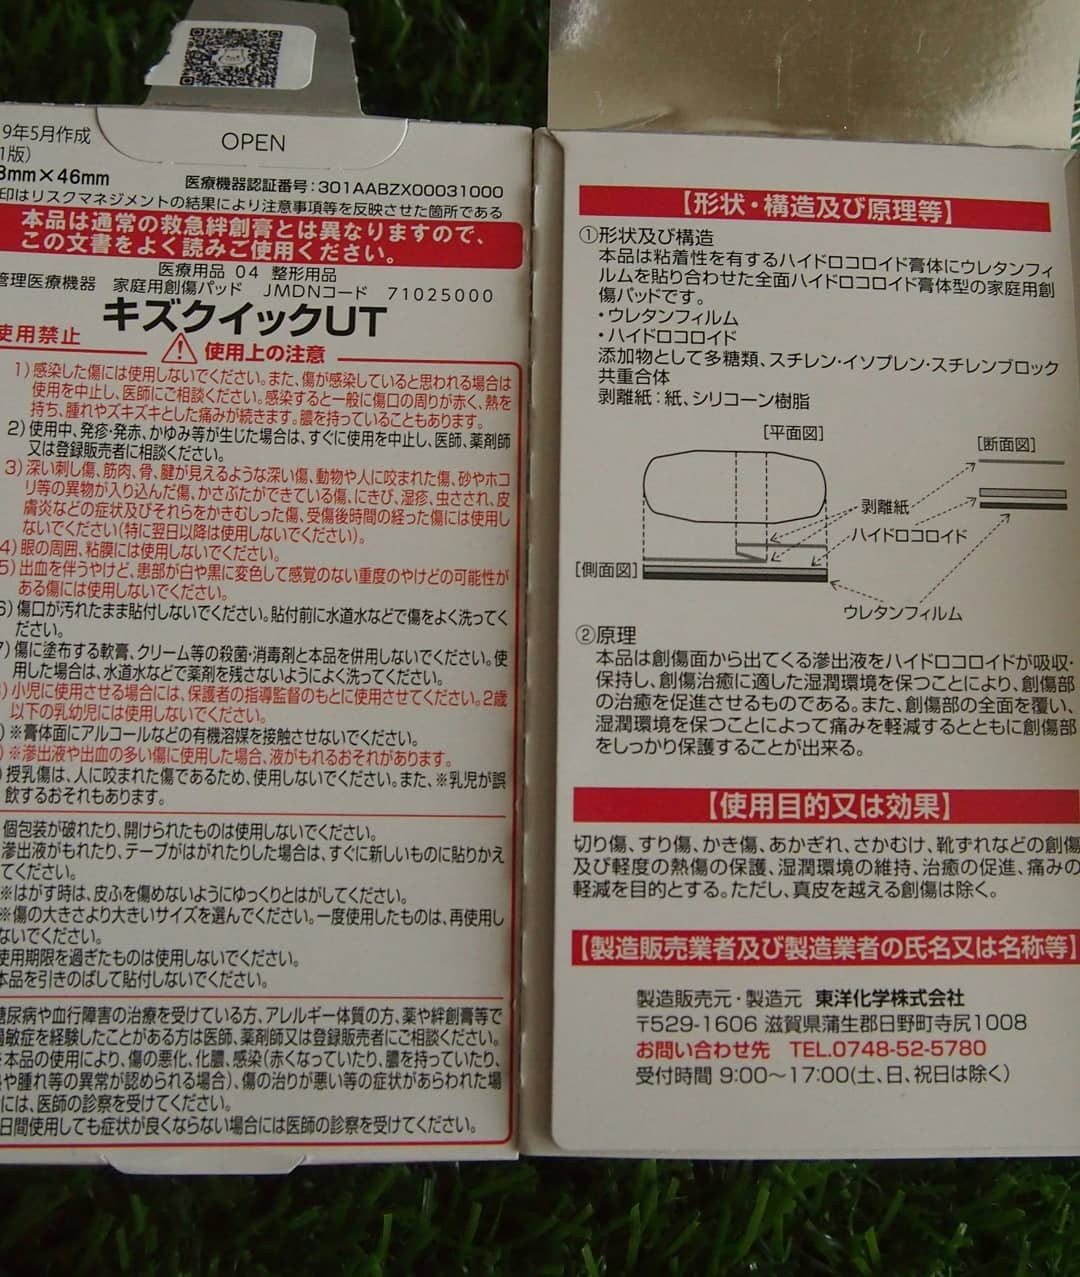 OPEN
9年5月作成
1版)
3mm×46mm
医療機器認証番号:301AABZX00031000
印はリスクマネジメントの結果により注意事項等を反映させた箇所である
本品は通常の救急絆創膏とは異なりますので、
この文書をよく読みご使用ください。
医療用品 04 整形用品
管理医療機器 家庭用創傷パッド JMDNコード 71025000
キズクイックUT
使用禁止
使用上の注意
1)感染した傷には使用しないでください。また、傷が感染していると思われる場合は
使用を中止し、医師にご相談ください。感染すると一般に傷口の周りが赤く、熱を
持ち、腫れやズキズキとした痛みが続きます。膿を持っていることもあります。
2)使用中、発疹・発赤、かゆみ等が生じた場合は、すぐに使用を中止し、医師、薬剤師
又は登録販売者に相談ください。
3)深い刺し傷、筋肉、骨、腱が見えるような深い傷、動物や人に咬まれた傷、砂やホコ
リ等の異物が入り込んだ傷、かさぶたができている傷、にきび、湿疹、虫さされ、皮
膚炎などの症状及びそれらをかきむしった傷、受傷後時間の経った傷には使用し
ないでください(特に翌日以降は使用しないでください)。
4)眼の周囲、粘膜には使用しないでください。
5)出血を伴うやけど、患部が白や黒に変色して感覚のない重度のやけどの可能性が
ある傷には使用しないでください。
6)傷口が汚れたまま貼付しないでください。貼付前に水道水などで傷をよく洗ってく
ださい。
7)傷に塗布する軟膏、クリーム等の殺菌・消毒剤と本品を併用しないでください。使
用した場合は、水道水などで薬剤を残さないようによく洗ってください。
)小児に使用させる場合には、保護者の指導監督のもとに使用させてください。2歳
以下の乳幼児には使用しないでください。
)※膏体面にアルコールなどの有機溶媒を接触させないでください。
)※滲出液や出血の多い傷に使用した場合、液がもれるおそれがあります。
授乳傷は、人に咬まれた傷であるため、使用しないでください。また、※乳児が誤
飲するおそれもあります。
個包装が破れたり、開けられたものは使用しないでください。
滲出液がもれたり、テープがはがれたりした場合は、すぐに新しいものに貼りかえ
てください。
※はがす時は、皮ふを傷めないようにゆっくりとはがしてください。
※傷の大きさより大きいサイズを選んでください。一度使用したものは、再使用し
ないでください。
使用期限を過ぎたものは使用しないでください。
本品を引きのばして貼付しないでください。
糖尿病や血行障害の治療を受けている方、アレルギー体質の方、薬や絆創膏等で
過敏症を経験したことがある方は医師、薬剤師又は登録販売者にご相談ください。
本品の使用により、傷の悪化、化膿、感染(赤くなっていたり、膿を持っていたり、
や腫れ等の異常が認められる場合)、傷の治りが悪い等の症状があらわれた場
には、医師の診察を受けてください。
日間使用しても症状が良くならない場合には医師の診察を受けてください。
【形状・構造及び原理等】
①形状及び構造
本品は粘着性を有するハイドロコロイド膏体にウレタンフィ
ルムを貼り合わせた全面ハイドロコロイド膏体型の家庭用創
傷パッドです。
・ウレタンフィルム
・ハイドロコロイド
添加物として多糖類、スチレン・イソプレン・スチレンブロック
共重合体
剥離紙:紙、シリコーン樹脂
[平面図]
[断面図]
剥離紙
ハイドロコロイド
[側面図]
ウレタンフィルム
②原理
本品は創傷面から出てくる滲出液をハイドロコロイドが吸収・
保持し、創傷治癒に適した湿潤環境を保つことにより、創傷部
の治癒を促進させるものである。また、創傷部の全面を覆い、
湿潤環境を保つことによって痛みを軽減するとともに創傷部
をしっかり保護することが出来る。
【使用目的又は効果】
切り傷、すり傷、かき傷、あかぎれ、さかむけ、靴ずれなどの創傷
及び軽度の熱傷の保護、湿潤環境の維持、治癒の促進、痛みの
軽減を目的とする。ただし、真皮を越える創傷は除く。
【製造販売業者及び製造業者の氏名又は名称等】
製造販売元・製造元 東洋化学株式会社
〒529-1606 滋賀県蒲生郡日野町寺尻1008
お問い合わせ先 TEL.0748-52-5780
受付時間 9:00～17:00(土、日、祝日は除く)